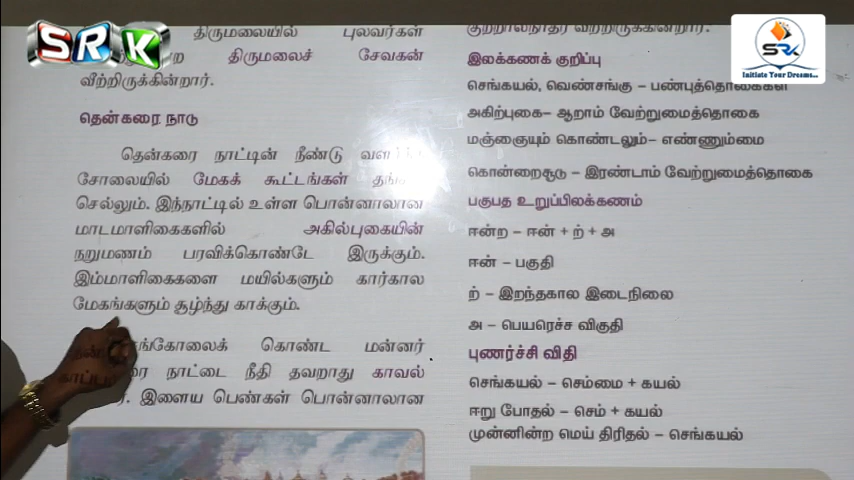 SRK
திருமலையில் புலவர்கள்
திருமலைச் சேவகன்
வீற்றிருக்கின்றார்.
தென்கரை நாடு
தென்கரை நாட்டின் நீண்டு
சோலையில் மேகக் கூட்டங்கள்
செல்லும். இந்நாட்டில் உள்ள பொன்னாலான
மாடமாளிகைகளில் அகில்புகையின்
நறுமணம் பரவிக்கொண்டே இருக்கும்.
இம்மாளிகைகளை மயில்களும் கார்கால
மேகங்களும் சூழ்ந்து காக்கும்.
கொண்ட மன்னர்
நாட்டை நீதி தவறாது காவல்
இளைய பெண்கள் பொன்னாலான
SRK
Initiate Your Dreams...
குற்றாலநாதர் வீற்றிருக்கின்றார்.
இலக்கணக் குறிப்பு
செங்கயல், வெண்சங்கு – பண்புத்தொகைகள்
அகிற்புகை– ஆறாம் வேற்றுமைத்தொகை
மஞ்ஞையும் கொண்டலும்– எண்ணும்மை
கொன்றைசூடு – இரண்டாம் வேற்றுமைத்தொகை
பகுபத உறுப்பிலக்கணம்
ஈன்ற – ஈன் + ற் + அ
ஈன் – பகுதி
ற் – இறந்தகால இடைநிலை
அ – பெயரெச்ச விகுதி
புணர்ச்சி விதி
செங்கயல் – செம்மை + கயல்
ஈறு போதல் – செம் + கயல்
முன்னின்ற மெய் திரிதல் – செங்கயல்